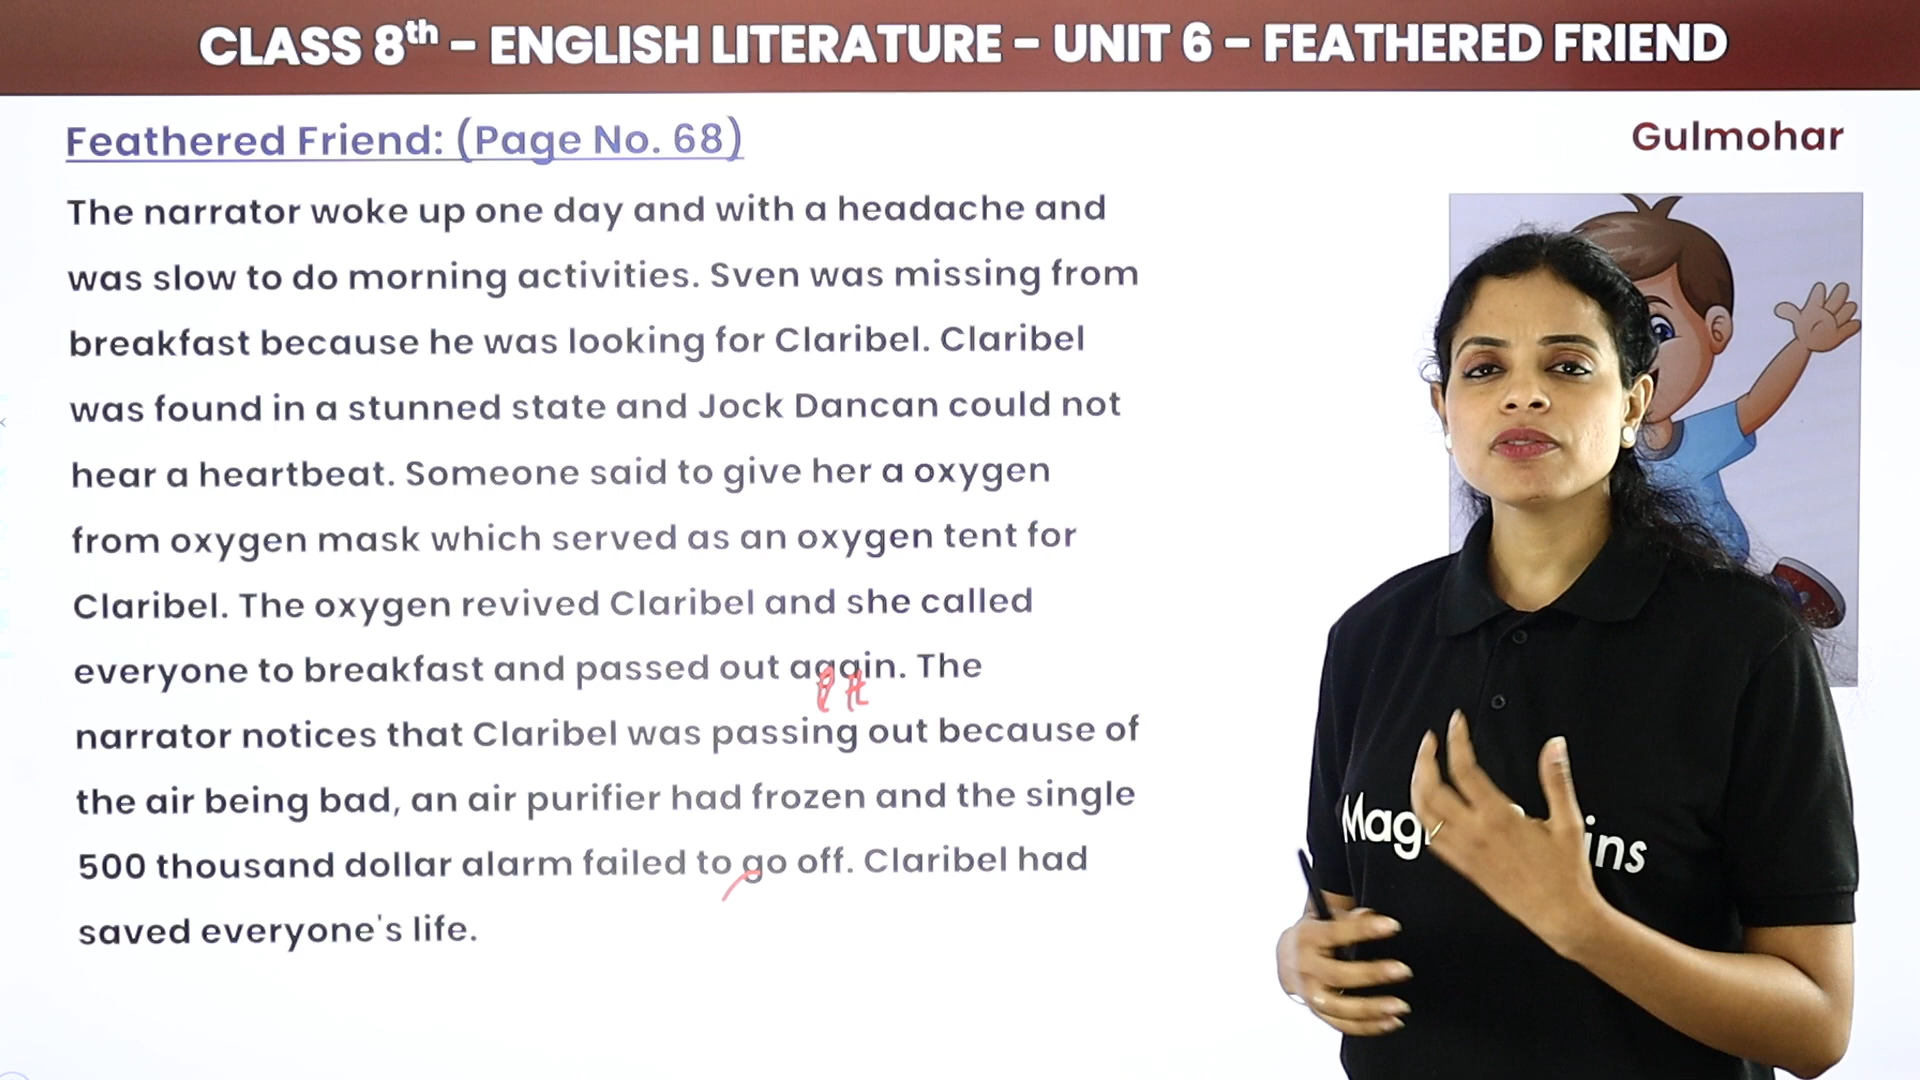 CLASS 8th – ENGLISH LITERATURE – UNIT 6 – FEATHERED FRIEND
Feathered Friend: (Page No. 68)
Gulmohar
The narrator woke up one day and with a headache and
was slow to do morning activities. Sven was missing from
breakfast because he was looking for Claribel. Claribel
was found in a stunned state and Jock Dancan could not
hear a heartbeat. Someone said to give her a oxygen
from oxygen mask which served as an oxygen tent for
Claribel. The oxygen revived Claribel and she called
everyone to breakfast and passed out again. The
narrator notices that Claribel was passing out because of
the air being bad, an air purifier had frozen and the single
500 thousand dollar alarm failed to go off. Claribel had
saved everyone's life.